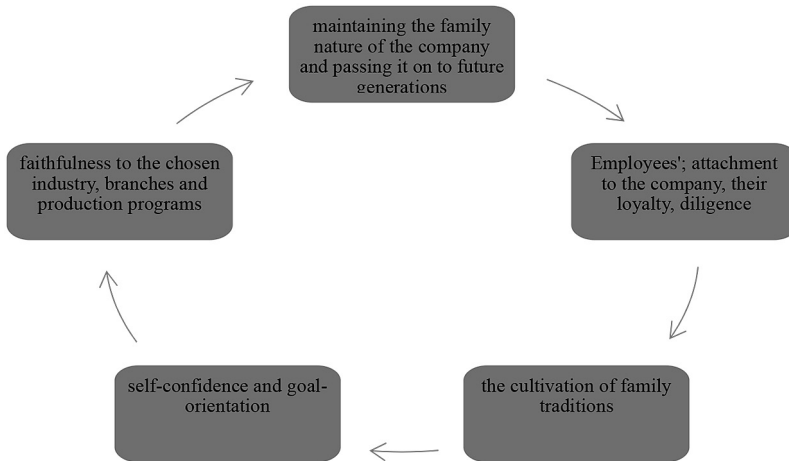 maintaining the family
nature of the company
and passing it on to future
generations
Employees'; attachment
to the company, their
loyalty, diligence
the cultivation of family
traditions
self-confidence and goal-
orientation
faithfulness to the chosen
industry, branches and
production programs